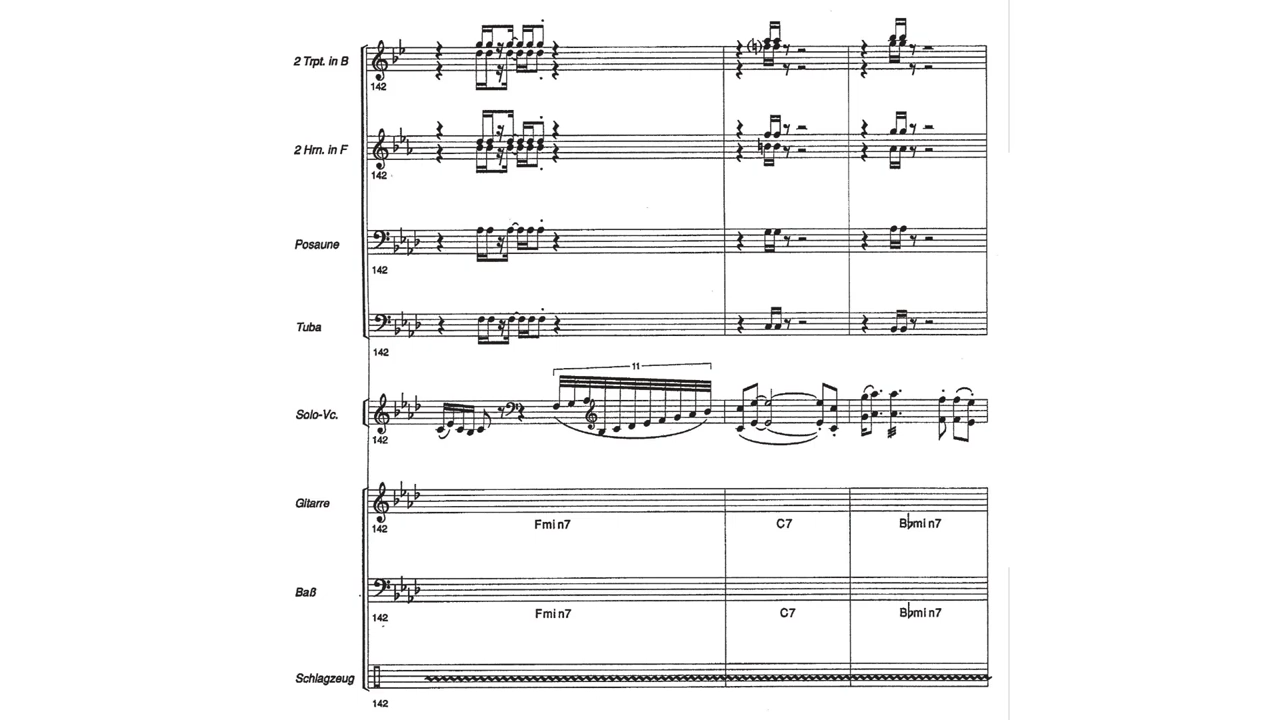 2 Trpt. in B
142
2 Hrn. in F
142
Posaune
142
Tuba
142
11
Solo-Vc.
142
Gitarre
142
Fmin7 C7 B♭min7
Baß
142
Fmin7 C7 B♭min7
Schlagzeug
142